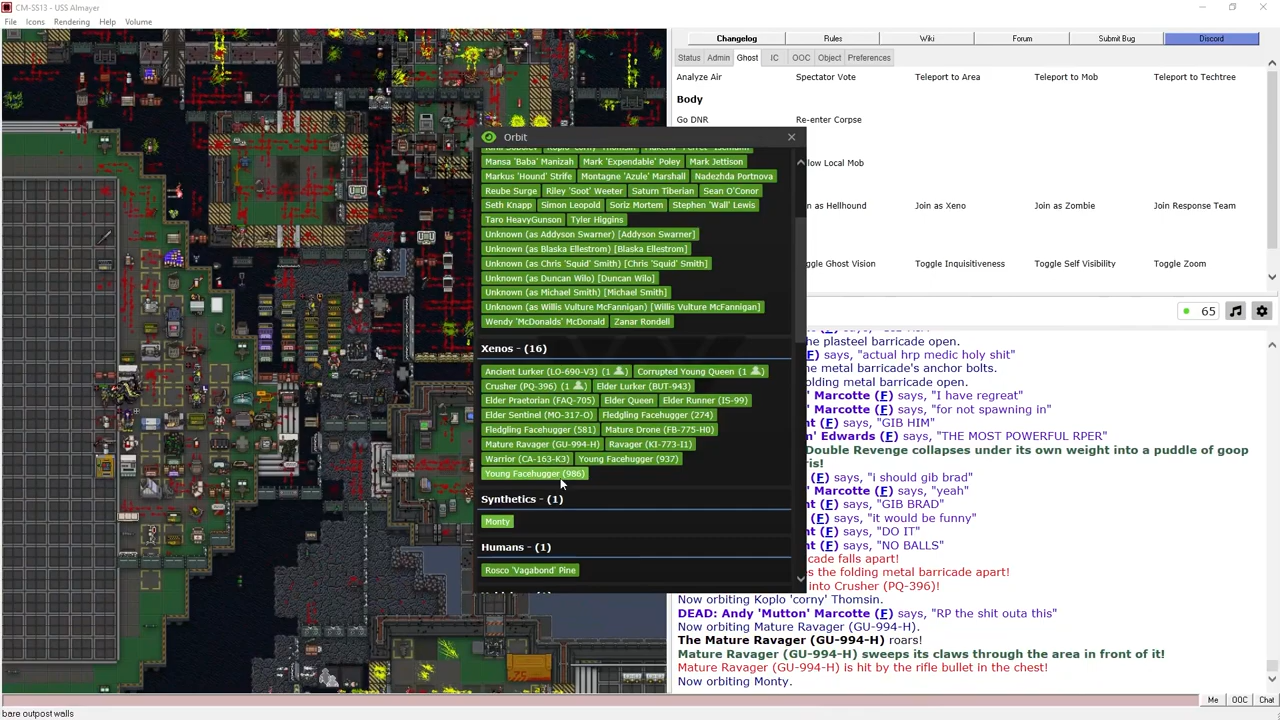 CM-SS13 - USS Almayer
File Icons Rendering Help Volume
Changelog Rules Wiki Forum Submit Bug Discord
Status Admin Ghost IC OOC Object Preferences
Analyze Air Spectator Vote Teleport to Area Teleport to Mob Teleport to Techtree
Body
Go DNR Re-enter Corpse
llow Local Mob
n as Hellhound Join as Xeno Join as Zombie Join Response Team
ggle Ghost Vision Toggle Inquisitiveness Toggle Self Visibility Toggle Zoom
65
Orbit
Mansa 'Baba' Manizah Mark 'Expendable' Poley Mark Jettison
Markus 'Hound' Strife Montagne 'Azule' Marshall Nadezhda Portnova
Reube Surge Riley 'Soot' Weeter Saturn Tiberian Sean O'Conor
Seth Knapp Simon Leopold Soriz Mortem Stephen 'Wall' Lewis
Taro HeavyGunson Tyler Higgins
Unknown (as Addyson Swarner) [Addyson Swarner]
Unknown (as Blaska Ellestrom) [Blaska Ellestrom]
Unknown (as Chris 'Squid' Smith) [Chris 'Squid' Smith]
Unknown (as Duncan Wilo) [Duncan Wilo]
Unknown (as Michael Smith) [Michael Smith]
Unknown (as Willis Vulture McFannigan) [Willis Vulture McFannigan]
Wendy 'McDonalds' McDonald Zanar Rondell
Xenos - (16)
Ancient Lurker (LO-690-V3) (1 ) Corrupted Young Queen (1 )
Crusher (PQ-396) (1 ) Elder Lurker (BUT-943)
Elder Praetorian (FAQ-705) Elder Queen Elder Runner (IS-99)
Elder Sentinel (MO-317-O) Fledgling Facehugger (274)
Fledgling Facehugger (581) Mature Drone (FB-775-H0)
Mature Ravager (GU-994-H) Ravager (KI-773-I1)
Warrior (CA-163-K3) Young Facehugger (937)
Young Facehugger (986)
Synthetics - (1)
Monty
Humans - (1)
Rosco 'Vagabond' Pine
he plasteel barricade open.
F) says, "actual hrp medic holy shit"
he metal barricade's anchor bolts.
olding metal barricade open.
' Marcotte (F) says, "I have regreat"
' Marcotte (F) says, "for not spawning in"
nt (F) says, "GIB HIM"
m' Edwards (F) says, "THE MOST POWERFUL RPER"
Double Revenge collapses under its own weight into a puddle of goop
ris!
(F) says, "i should gib brad"
F) says, "yeah"
nt (F) says, "GIB BRAD"
(F) says, "it would be funny"
nt (F) says, "DO IT"
nt (F) says, "NO BALLS"
cade falls apart!
s the folding metal barricade apart!
into Crusher (PQ-396)!
Now orbiting Koplo 'corny' Thomsin.
DEAD: Andy 'Mutton' Marcotte (F) says, "RP the shit outa this"
Now orbiting Mature Ravager (GU-994-H).
The Mature Ravager (GU-994-H) roars!
Mature Ravager (GU-994-H) sweeps its claws through the area in front of it!
Mature Ravager (GU-994-H) is hit by the rifle bullet in the chest!
Now orbiting Monty.
Me OOC Chat
bare outpost walls